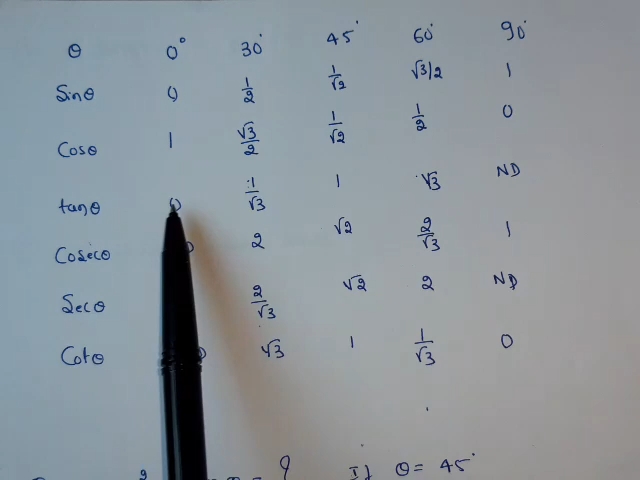 θ 0° 30° 45° 60° 90°
Sinθ 0 1/2 1/√2 √3/2 1
Cosθ 1 √3/2 1/√2 1/2 0
tanθ 0 1/√3 1 √3 ND
Cosecθ 2 √2 2/√3 1
Secθ 2/√3 √2 2 ND
Cotθ √3 1 1/√3 0
2 = ? If θ = 45°